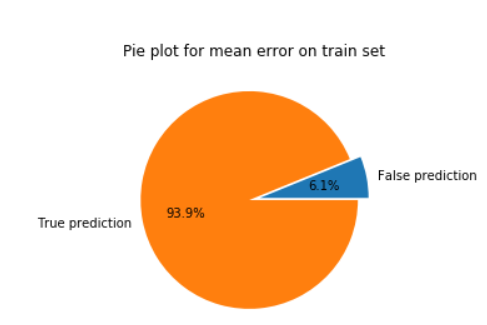 Pie plot for mean error on train set
False prediction
6.1%
93.9%
True prediction